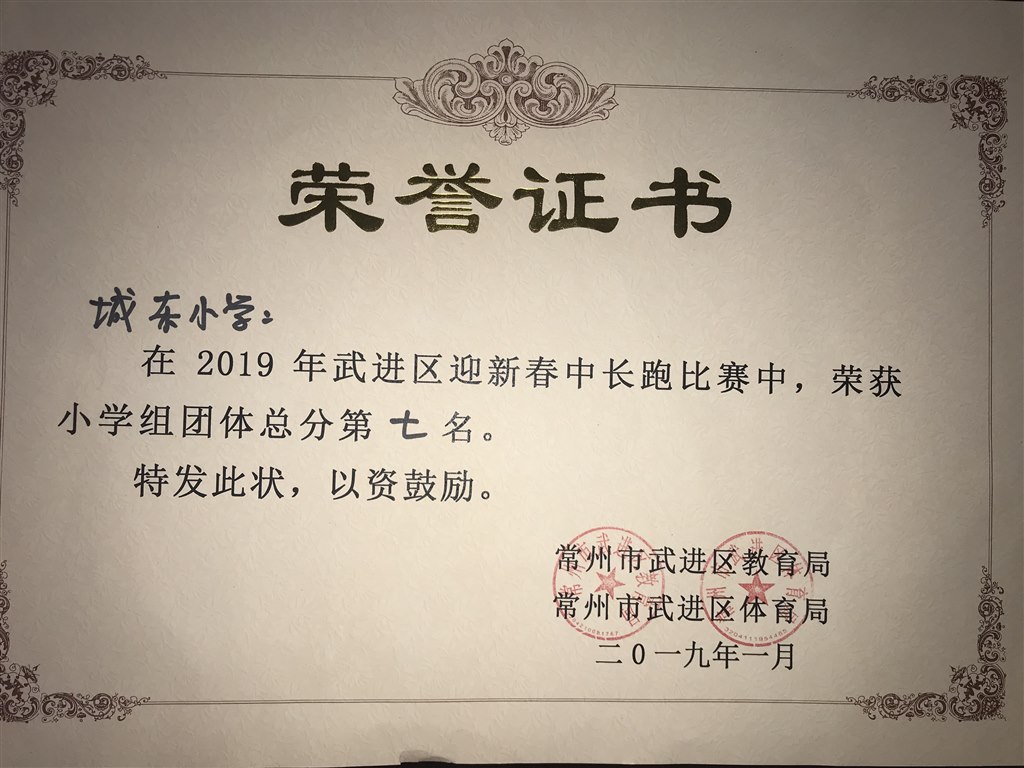 荣誉证书
城东小学：
在 2019 年武进区迎新春中长跑比赛中，荣获
小学组团体总分第七名。
特发此状，以资鼓励。
常州市武进区教育局
常州市武进区体育局
二0一九年一月